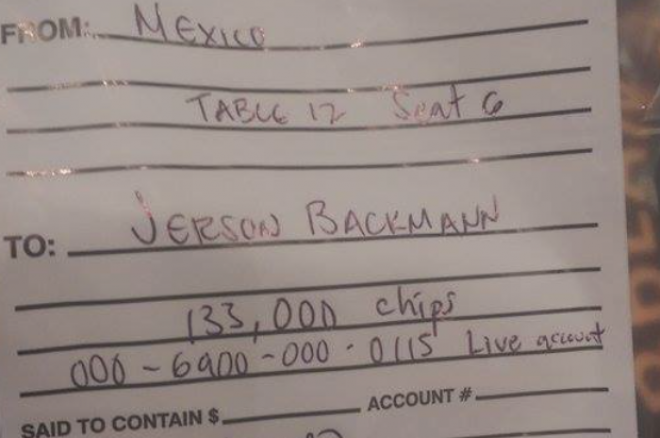 FROM: MEXICO
TABLE 12 Seat 6
TO: JERSON BACKMANN
133,000 chips
000-6900-000-0115 Live account
SAID TO CONTAIN $ ACCOUNT #